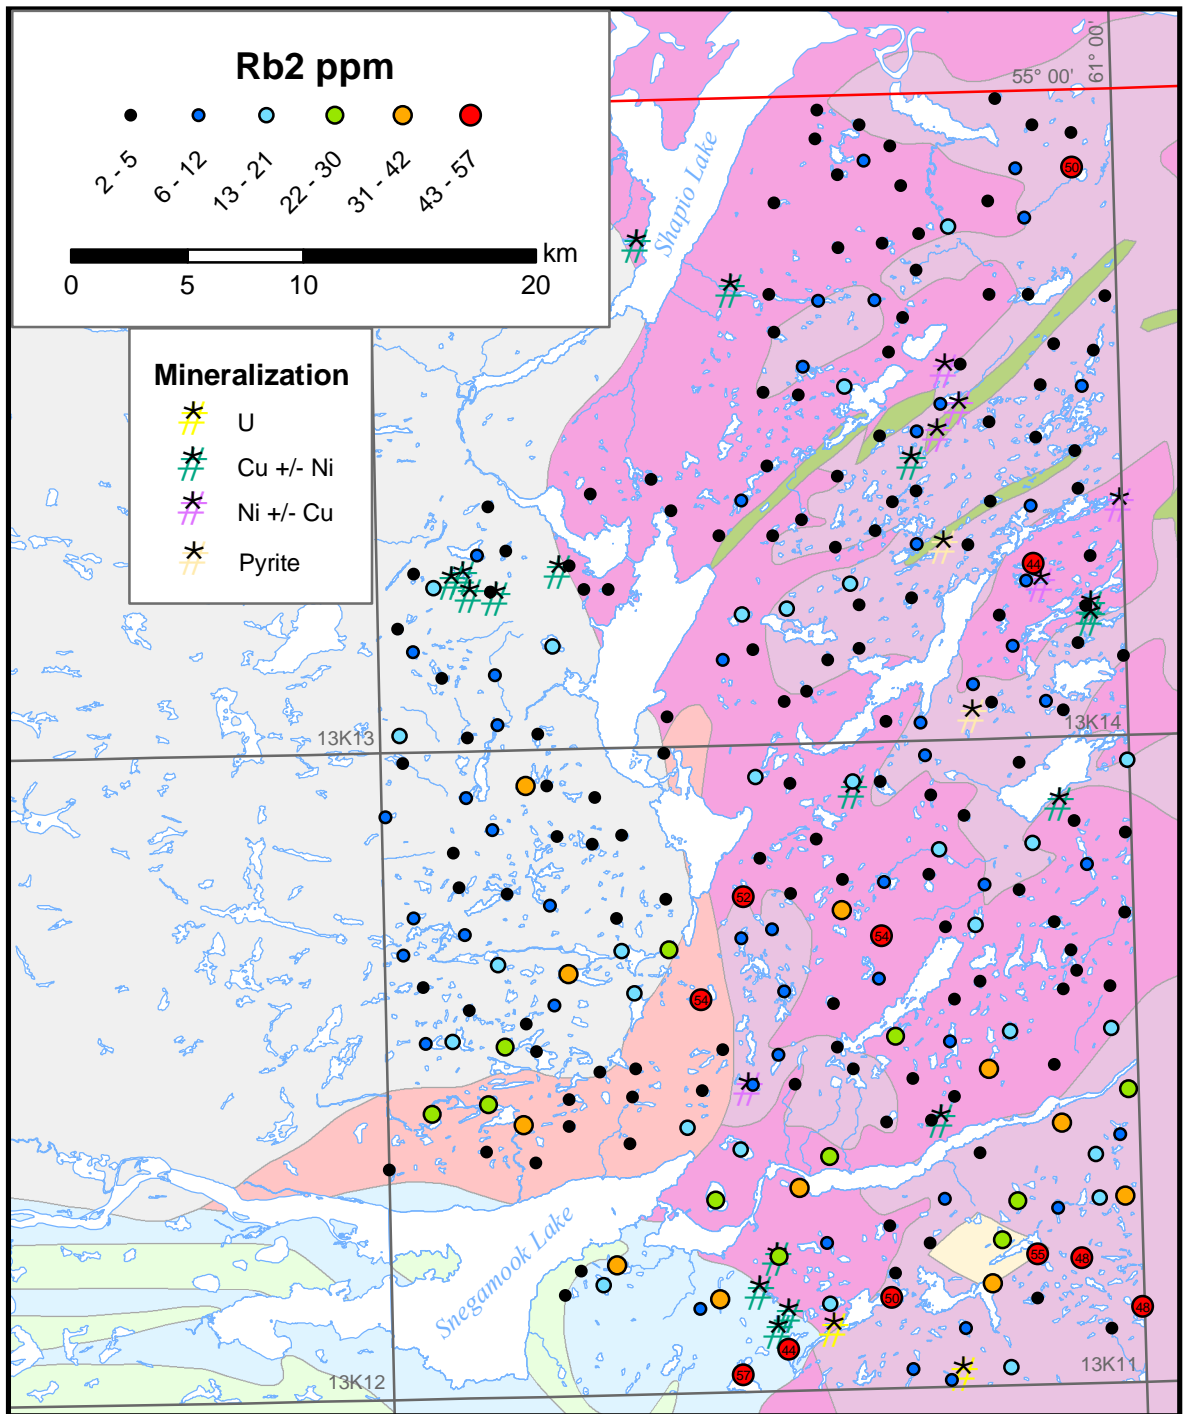 Rb2 ppm
2 - 5
6 - 12
13 - 21
22 - 30
31 - 42
43 - 57
km
0 5 10 20
Mineralization
U
Cu +/- Ni
Ni +/- Cu
Pyrite
55° 00'
61° 00'
Shapio Lake
50
44
13K13
13K14
52
54
54
Snegamook Lake
55
48
50
48
44
57
13K12
13K11